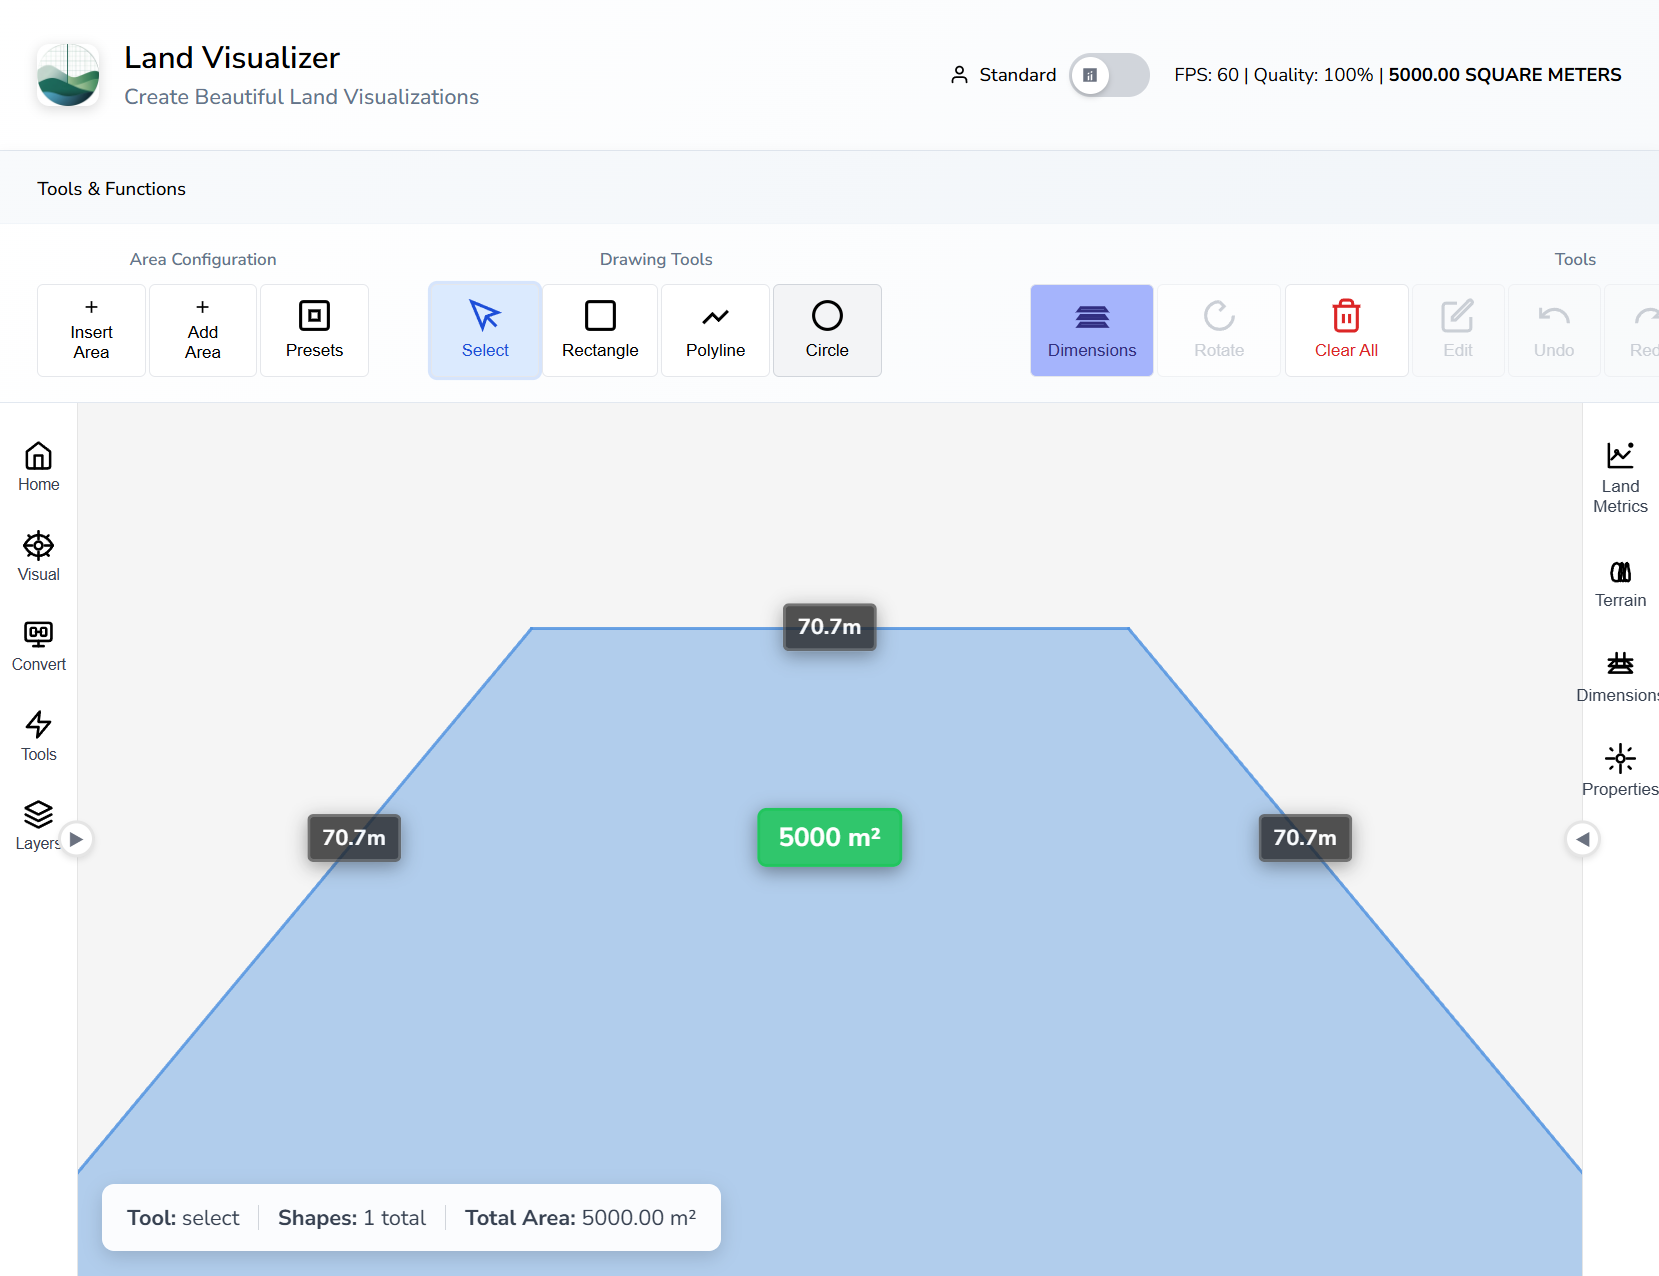 Land Visualizer
Create Beautiful Land Visualizations
Standard
FPS: 60 | Quality: 100% | 5000.00 SQUARE METERS
Tools & Functions
Area Configuration
Drawing Tools
Tools
+
Insert
Area
+
Add
Area
Presets
Select
Rectangle
Polyline
Circle
Dimensions
Rotate
Clear All
Edit
Undo
Red
Home
Visual
Convert
Tools
Layers
Land
Metrics
Terrain
Dimensions
Properties
70.7m
70.7m
5000 m²
70.7m
Tool: select
Shapes: 1 total
Total Area: 5000.00 m²